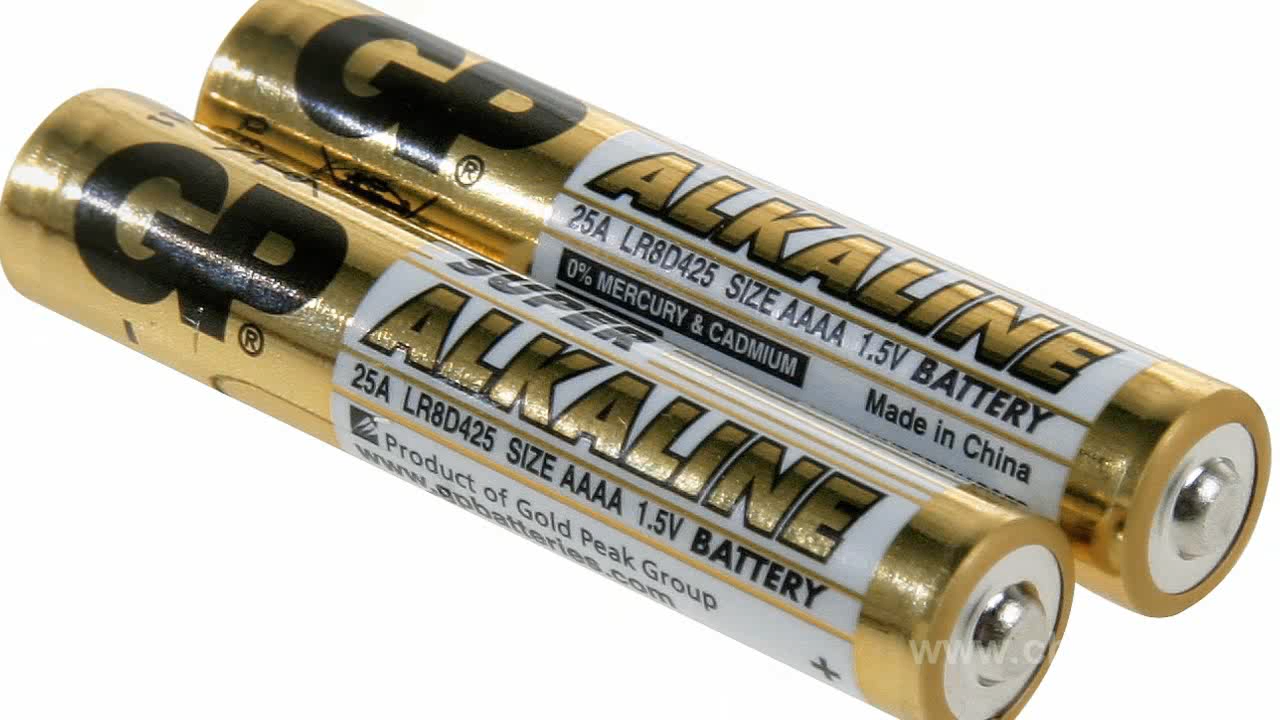 GP®
ALKALINE
25A LR8D425 SIZE AAAA 1.5V BATTERY
0% MERCURY & CADMIUM
Made in China
GP®
SUPER
ALKALINE
25A LR8D425 SIZE AAAA 1.5V BATTERY
Product of Gold Peak Group
www.gpbatteries.com
+